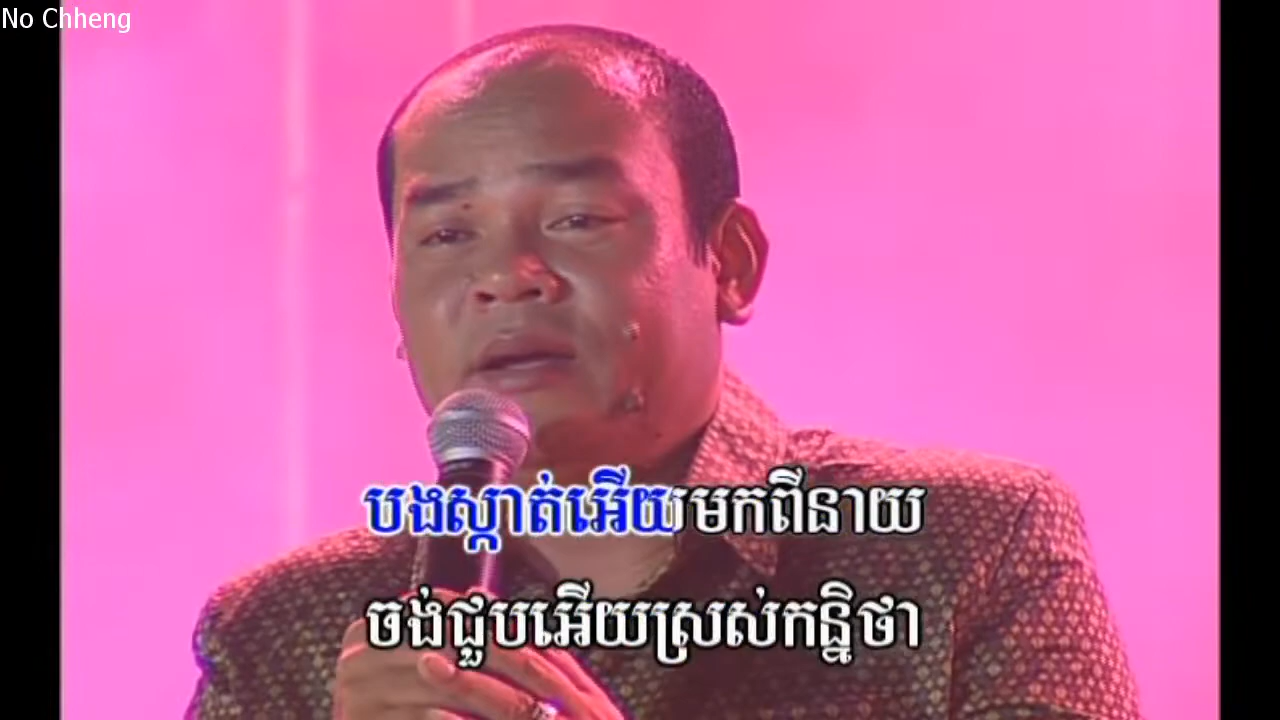 No Chheng
បងស្កាត់អើយមកពីនាយ
ចង់ជួបអើយស្រស់កន្និថា